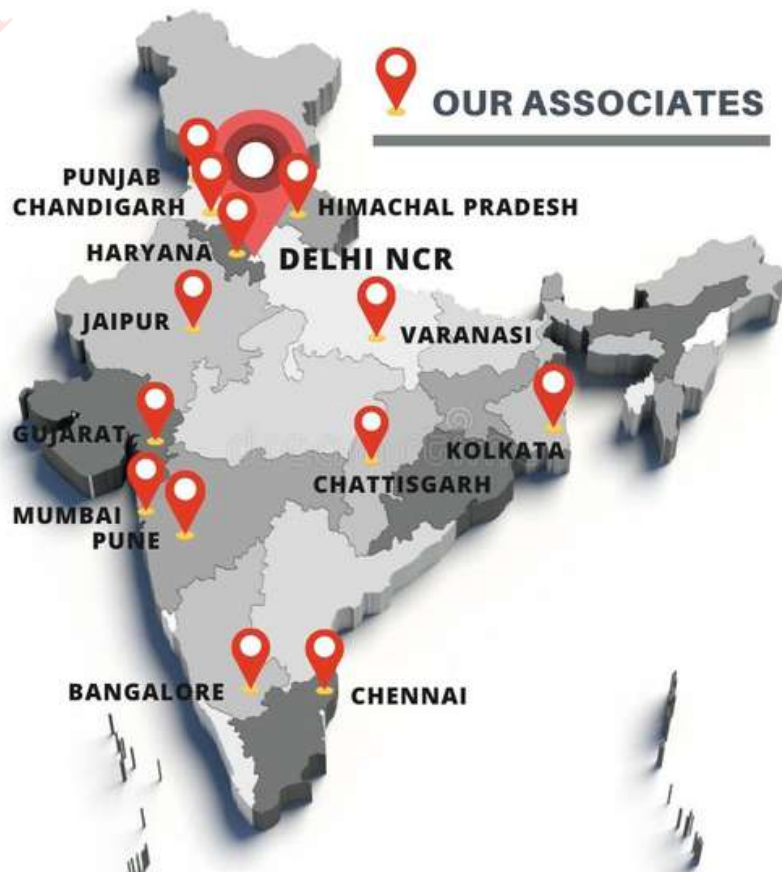 OUR ASSOCIATES
PUNJAB
CHANDIGARH
HIMACHAL PRADESH
HARYANA
DELHI NCR
JAIPUR
VARANASI
GUJARAT
KOLKATA
CHATTISGARH
MUMBAI
PUNE
BANGALORE
CHENNAI